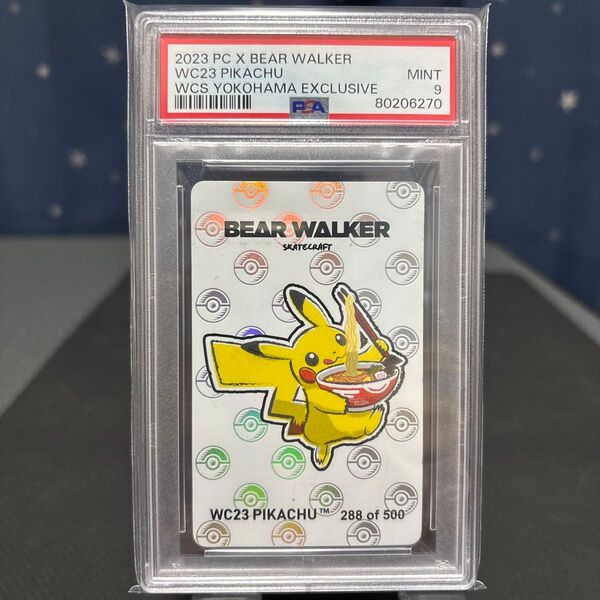 2023 PC X BEAR WALKER
WC23 PIKACHU MINT
WCS YOKOHAMA EXCLUSIVE 9
PSA 80206270
BEAR WALKER
SKATECRAFT
WC23 PIKACHU™ 288 of 500